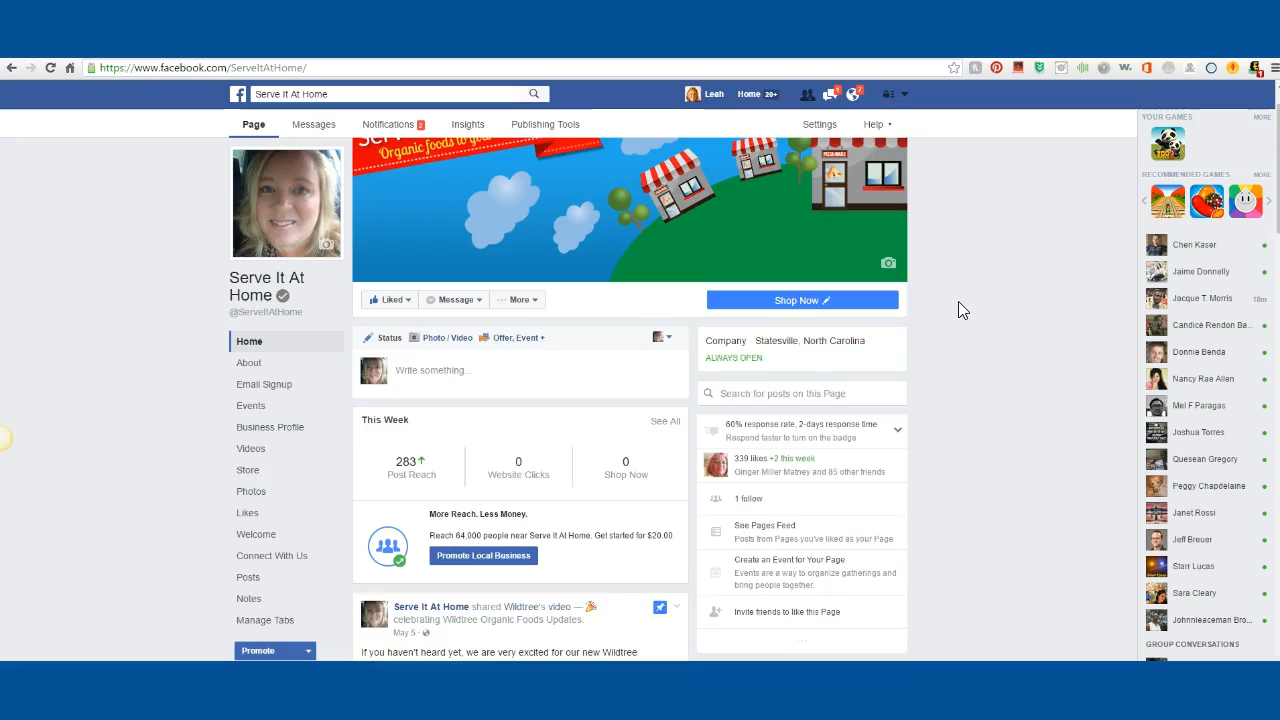 https://www.facebook.com/ServeItAtHome/
Serve It At Home
Leah
Home 20+
1
7
Page
Messages
Notifications 2
Insights
Publishing Tools
Settings
Help
Organic foods to
Serve It At
Home
@ServeItAtHome
Home
About
Email Signup
Events
Business Profile
Videos
Store
Photos
Likes
Welcome
Connect With Us
Posts
Notes
Manage Tabs
Promote
PIZZA
Liked
Message
More
Shop Now
Status
Photo / Video
Offer, Event +
Write something...
This Week
See All
283
Post Reach
0
Website Clicks
0
Shop Now
More Reach. Less Money.
Reach 64,000 people near Serve It At Home. Get started for $20.00.
Promote Local Business
Serve It At Home shared Wildtree's video —
celebrating Wildtree Organic Foods Updates.
May 5 ·
If you haven't heard yet, we are very excited for our new Wildtree
Company Statesville, North Carolina
ALWAYS OPEN
Search for posts on this Page
60% response rate, 2-days response time
Respond faster to turn on the badge
339 likes +2 this week
Ginger Miller Matney and 85 other friends
1 follow
See Pages Feed
Posts from Pages you've liked as your Page
Create an Event for Your Page
Events are a way to organize gatherings and
bring people together.
Invite friends to like this Page
YOUR GAMES
MORE
RECOMMENDED GAMES
MORE
Cheri Kaser
Jaime Donnelly
Jacque T. Morris 18m
Candice Rendon Ba...
Donnie Benda
Nancy Rae Allen
Mel F Paragas
Joshua Torres
Quesean Gregory
Peggy Chapdelaine
Janet Rossi
Jeff Breuer
Starr Lucas
Sara Cleary
Johnnieaceman Bro...
GROUP CONVERSATIONS